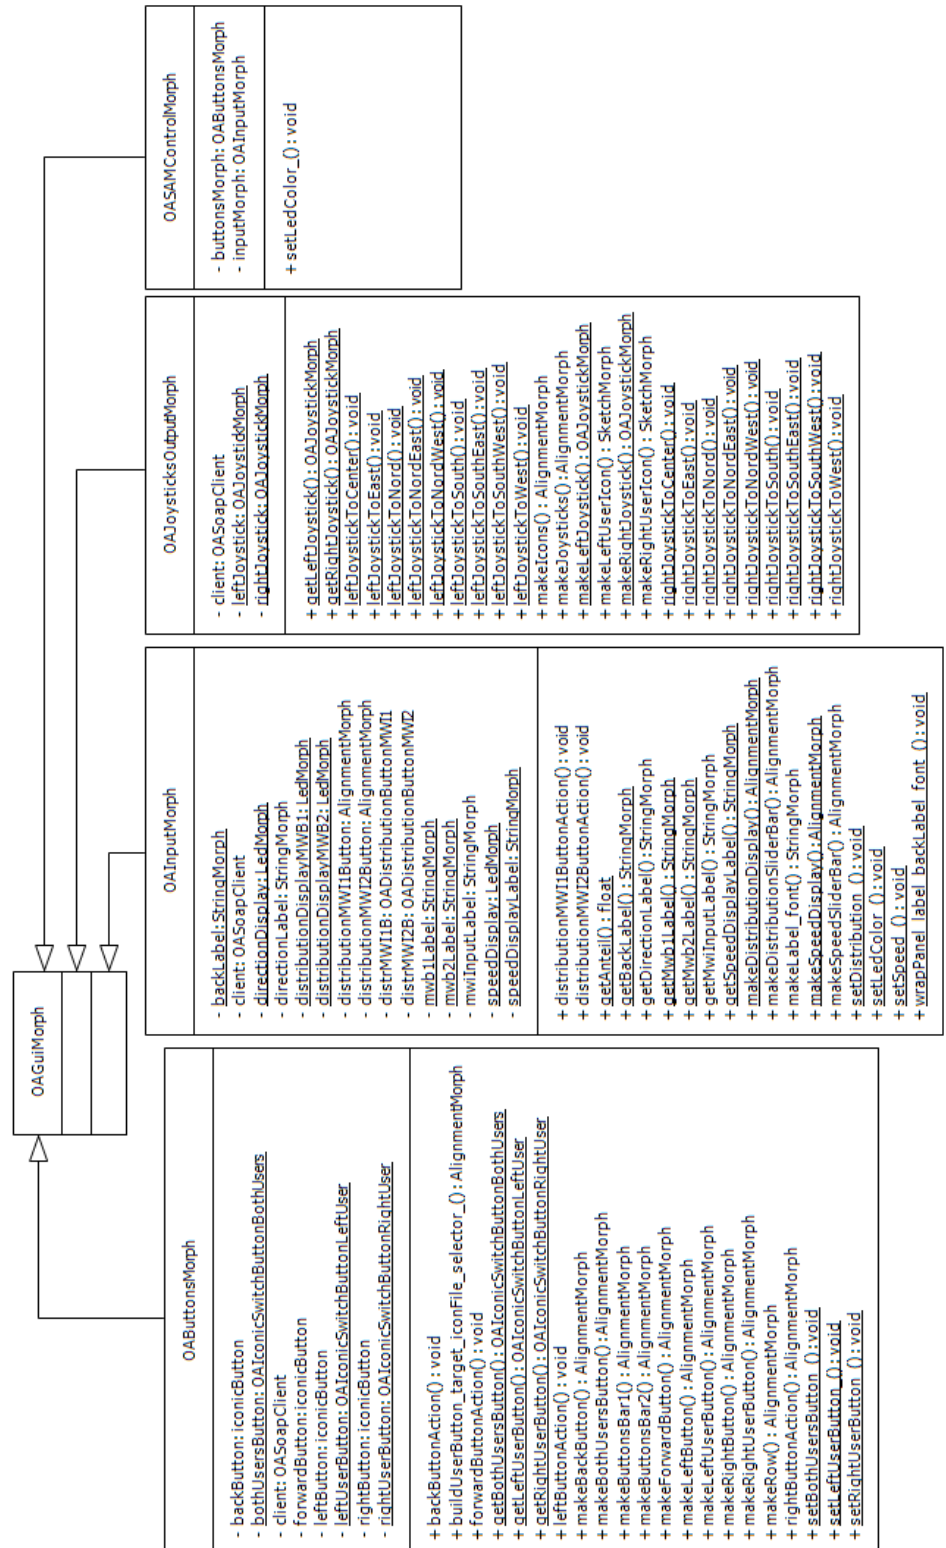 OAGuiMorph
OAButtonsMorph
- backButton: iconicButton
- bothUsersButton: OAIconicSwitchButtonBothUsers
- client: OASoapClient
- forwardButton: iconicButton
- leftButton: iconicButton
- leftUserButton: OAIconicSwitchButtonLeftUser
- rightButton: iconicButton
- rightUserButton: OAIconicSwitchButtonRightUser
+ backButtonAction(): void
+ buildUserButton_target_iconFile_selector_(): AlignmentMorph
+ forwardButtonAction(): void
+ getBothUsersButton(): OAIconicSwitchButtonBothUsers
+ getLeftUserButton(): OAIconicSwitchButtonLeftUser
+ getRightUserButton(): OAIconicSwitchButtonRightUser
+ leftButtonAction(): void
+ makeBackButton(): AlignmentMorph
+ makeBothUsersButton(): AlignmentMorph
+ makeButtonsBar1(): AlignmentMorph
+ makeButtonsBar2(): AlignmentMorph
+ makeForwardButton(): AlignmentMorph
+ makeLeftButton(): AlignmentMorph
+ makeLeftUserButton(): AlignmentMorph
+ makeRightButton(): AlignmentMorph
+ makeRightUserButton(): AlignmentMorph
+ makeRow(): AlignmentMorph
+ rightButtonAction(): AlignmentMorph
+ setBothUsersButton_(): void
+ setLeftUserButton_(): void
+ setRightUserButton_(): void
OAInputMorph
- backLabel: StringMorph
- client: OASoapClient
- directionDisplay: LedMorph
- directionLabel: StringMorph
- distributionDisplayMWB1: LedMorph
- distributionDisplayMWB2: LedMorph
- distributionMWI1Button: AlignmentMorph
- distributionMWI2Button: AlignmentMorph
- distrMWI1B: OADistributionButtonMWI1
- distrMWI2B: OADistributionButtonMWI2
- mwb1Label: StringMorph
- mwb2Label: StringMorph
- mwiInputLabel: StringMorph
- speedDisplay: LedMorph
- speedDisplayLabel: StringMorph
+ distributionMWI1ButtonAction(): void
+ distributionMWI2ButtonAction(): void
+ getAnteil(): float
+ getBackLabel(): StringMorph
+ getDirectionLabel(): StringMorph
+ getMwb1Label(): StringMorph
+ getMwb2Label(): StringMorph
+ getMwiInputLabel(): StringMorph
+ getSpeedDisplayLabel(): StringMorph
+ makeDistributionDisplay(): AlignmentMorph
+ makeDistributionSliderBar(): AlignmentMorph
+ makeLabel_font(): StringMorph
+ makeSpeedDisplay(): AlignmentMorph
+ makeSpeedSliderBar(): AlignmentMorph
+ setDistribution_(): void
+ setLedColor_(): void
+ setSpeed_(): void
+ wrapPanel_label_backLabel_font_(): void
OAJoysticksOutputMorph
- client: OASoapClient
- leftJoystick: OAJoystickMorph
- rightJoystick: OAJoystickMorph
+ getLeftJoystick(): OAJoystickMorph
+ getRightJoystick(): OAJoystickMorph
+ leftJoystickToCenter(): void
+ leftJoystickToEast(): void
+ leftJoystickToNord(): void
+ leftJoystickToNordEast(): void
+ leftJoystickToNordWest(): void
+ leftJoystickToSouth(): void
+ leftJoystickToSouthEast(): void
+ leftJoystickToSouthWest(): void
+ leftJoystickToWest(): void
+ makeIcons(): AlignmentMorph
+ makeJoysticks(): AlignmentMorph
+ makeLeftJoystick(): OAJoystickMorph
+ makeLeftUserIcon(): SketchMorph
+ makeRightJoystick(): OAJoystickMorph
+ makeRightUserIcon(): SketchMorph
+ rightJoystickToCenter(): void
+ rightJoystickToEast(): void
+ rightJoystickToNord(): void
+ rightJoystickToNordEast(): void
+ rightJoystickToNordWest(): void
+ rightJoystickToSouth(): void
+ rightJoystickToSouthEast(): void
+ rightJoystickToSouthWest(): void
+ rightJoystickToWest(): void
OASAMControlMorph
- buttonsMorph: OAButtonsMorph
- inputMorph: OAInputMorph
+ setLedColor_(): void